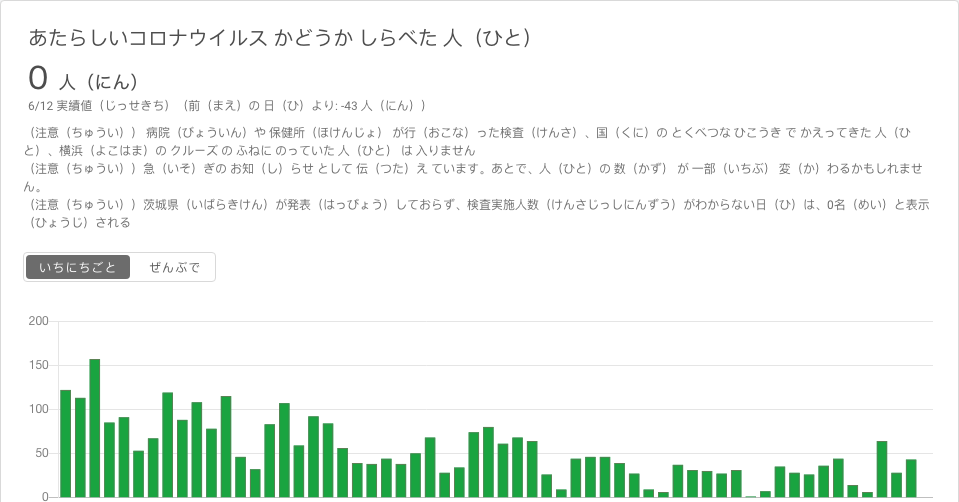 あたらしいコロナウイルス かどうか しらべた 人（ひと）
0 人（にん）
6/12 実績値（じっせきち）（前（まえ）の 日（ひ）より: -43 人（にん））
（注意（ちゅうい）） 病院（びょういん）や 保健所（ほけんじょ） が行（おこな）った検査（けんさ）、国（くに）の とくべつな ひこうき で かえってきた 人（ひ
と）、横浜（よこはま）の クルーズ の ふねに のっていた 人（ひと） は 入りません
（注意（ちゅうい））急（いそ）ぎの お知（し）らせ として 伝（つた）え ています。あとで、人（ひと）の 数（かず） が 一部（いちぶ） 変（か）わるかもしれませ
ん。
（注意（ちゅうい））茨城県（いばらきけん）が発表（はっぴょう）しておらず、検査実施人数（けんさじっしにんずう）がわからない日（ひ）は、0名（めい）と表示
（ひょうじ）される
いちにちごと ぜんぶで
200
150
100
50
0